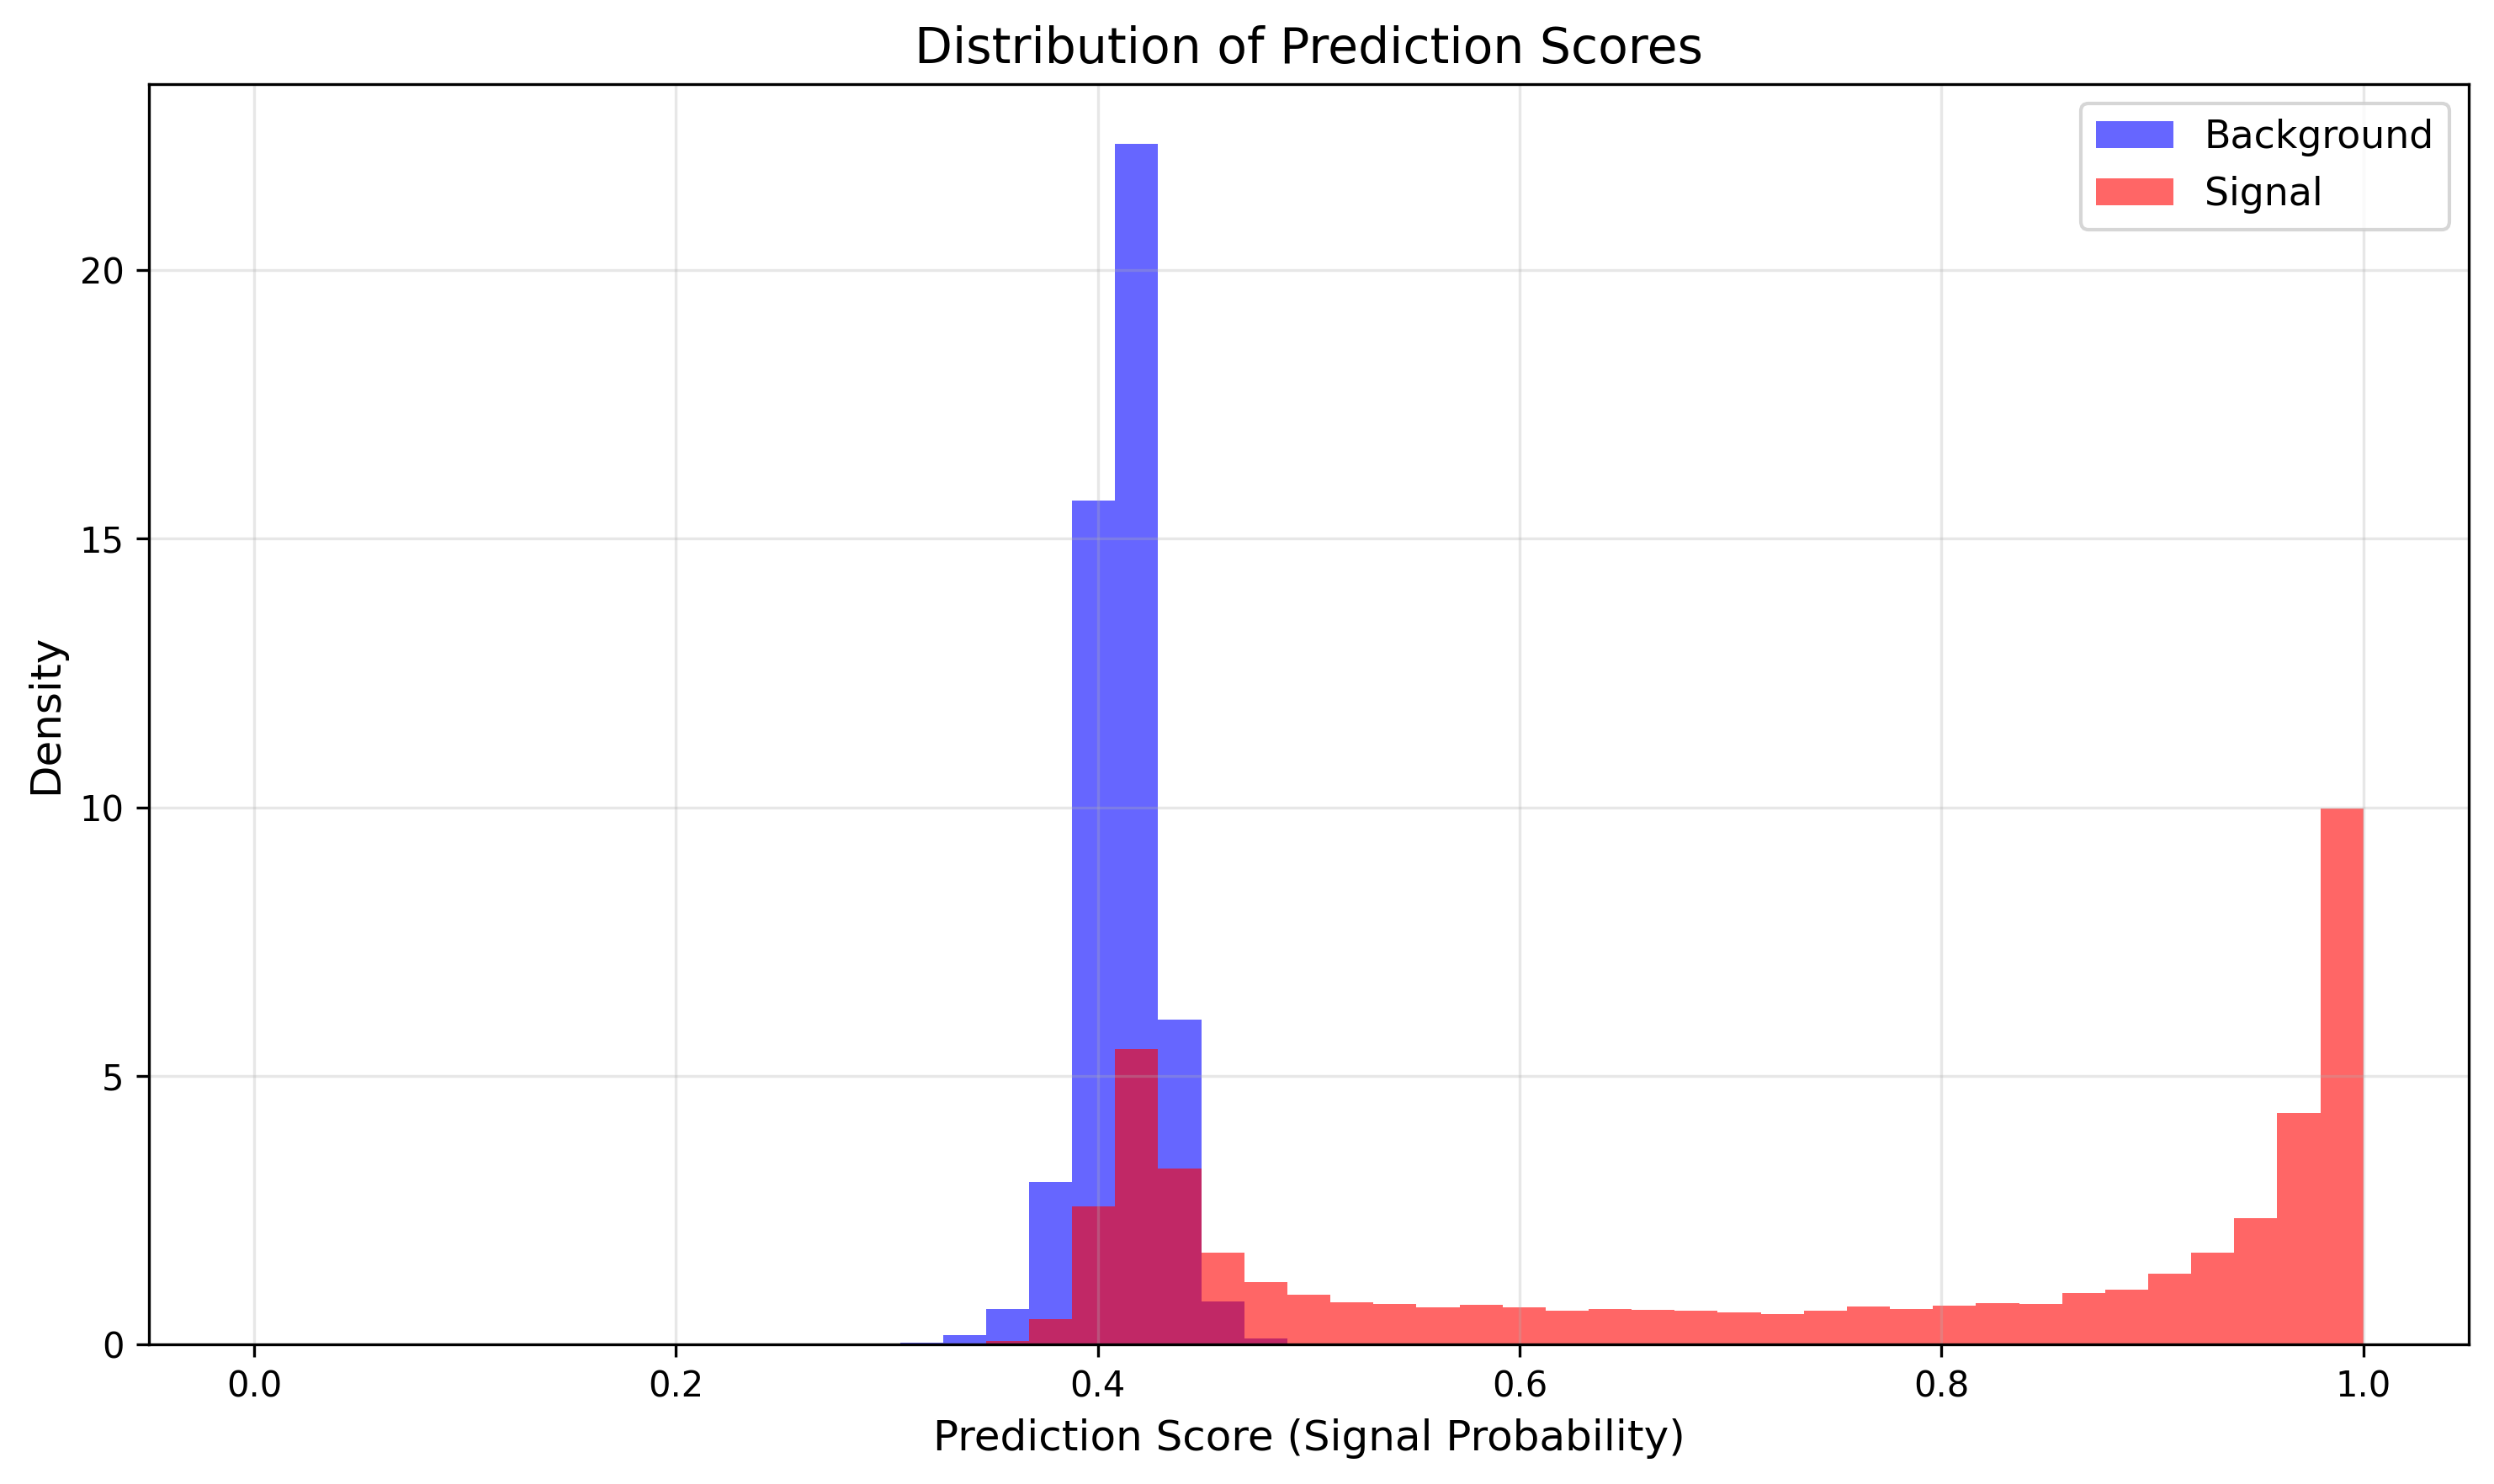 Distribution of Prediction Scores
Background
Signal
20
15
10
5
0
Density
0.0 0.2 0.4 0.6 0.8 1.0
Prediction Score (Signal Probability)